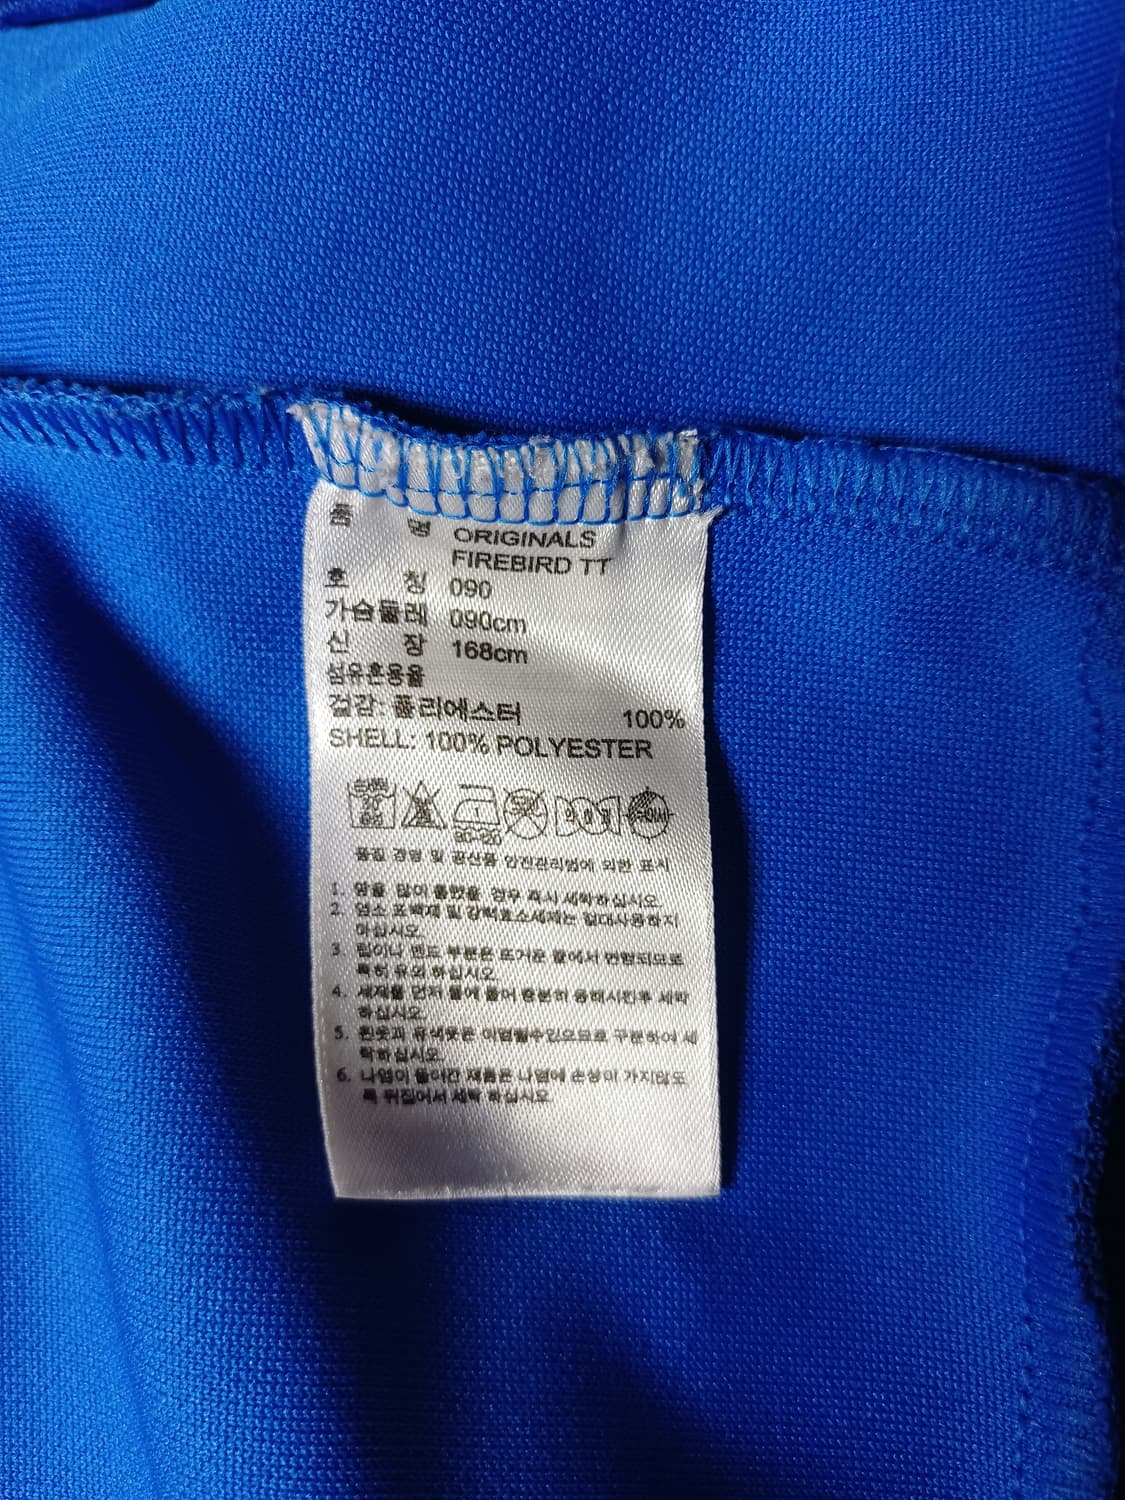 품 명 ORIGINALS
FIREBIRD TT
호 칭 090
가슴둘레 090cm
신 장 168cm
섬유혼용율
겉감: 폴리에스터 100%
SHELL: 100% POLYESTER
품질 경영 및 공산품 안전관리법에 의한 표시
1. 땀을 많이 흘렸을 경우 즉시 세탁하십시오.
2. 염소 표백제 및 강력효소세제는 절대사용하지
마십시오.
3 립이나 밴드 부분은 뜨거운 물에서 변형되므로
특히 유의 하십시오.
4. 세제를 먼저 물에 풀어 충분히 용해시킨후 세탁
하십시오.
5. 흰옷과 유색옷은 이염될수있으므로 구분하여 세
탁하십시오.
6. 나염이 들어간 제품은 나염에 손상이 가지않도
록 뒤집어서 세탁 하십시오.